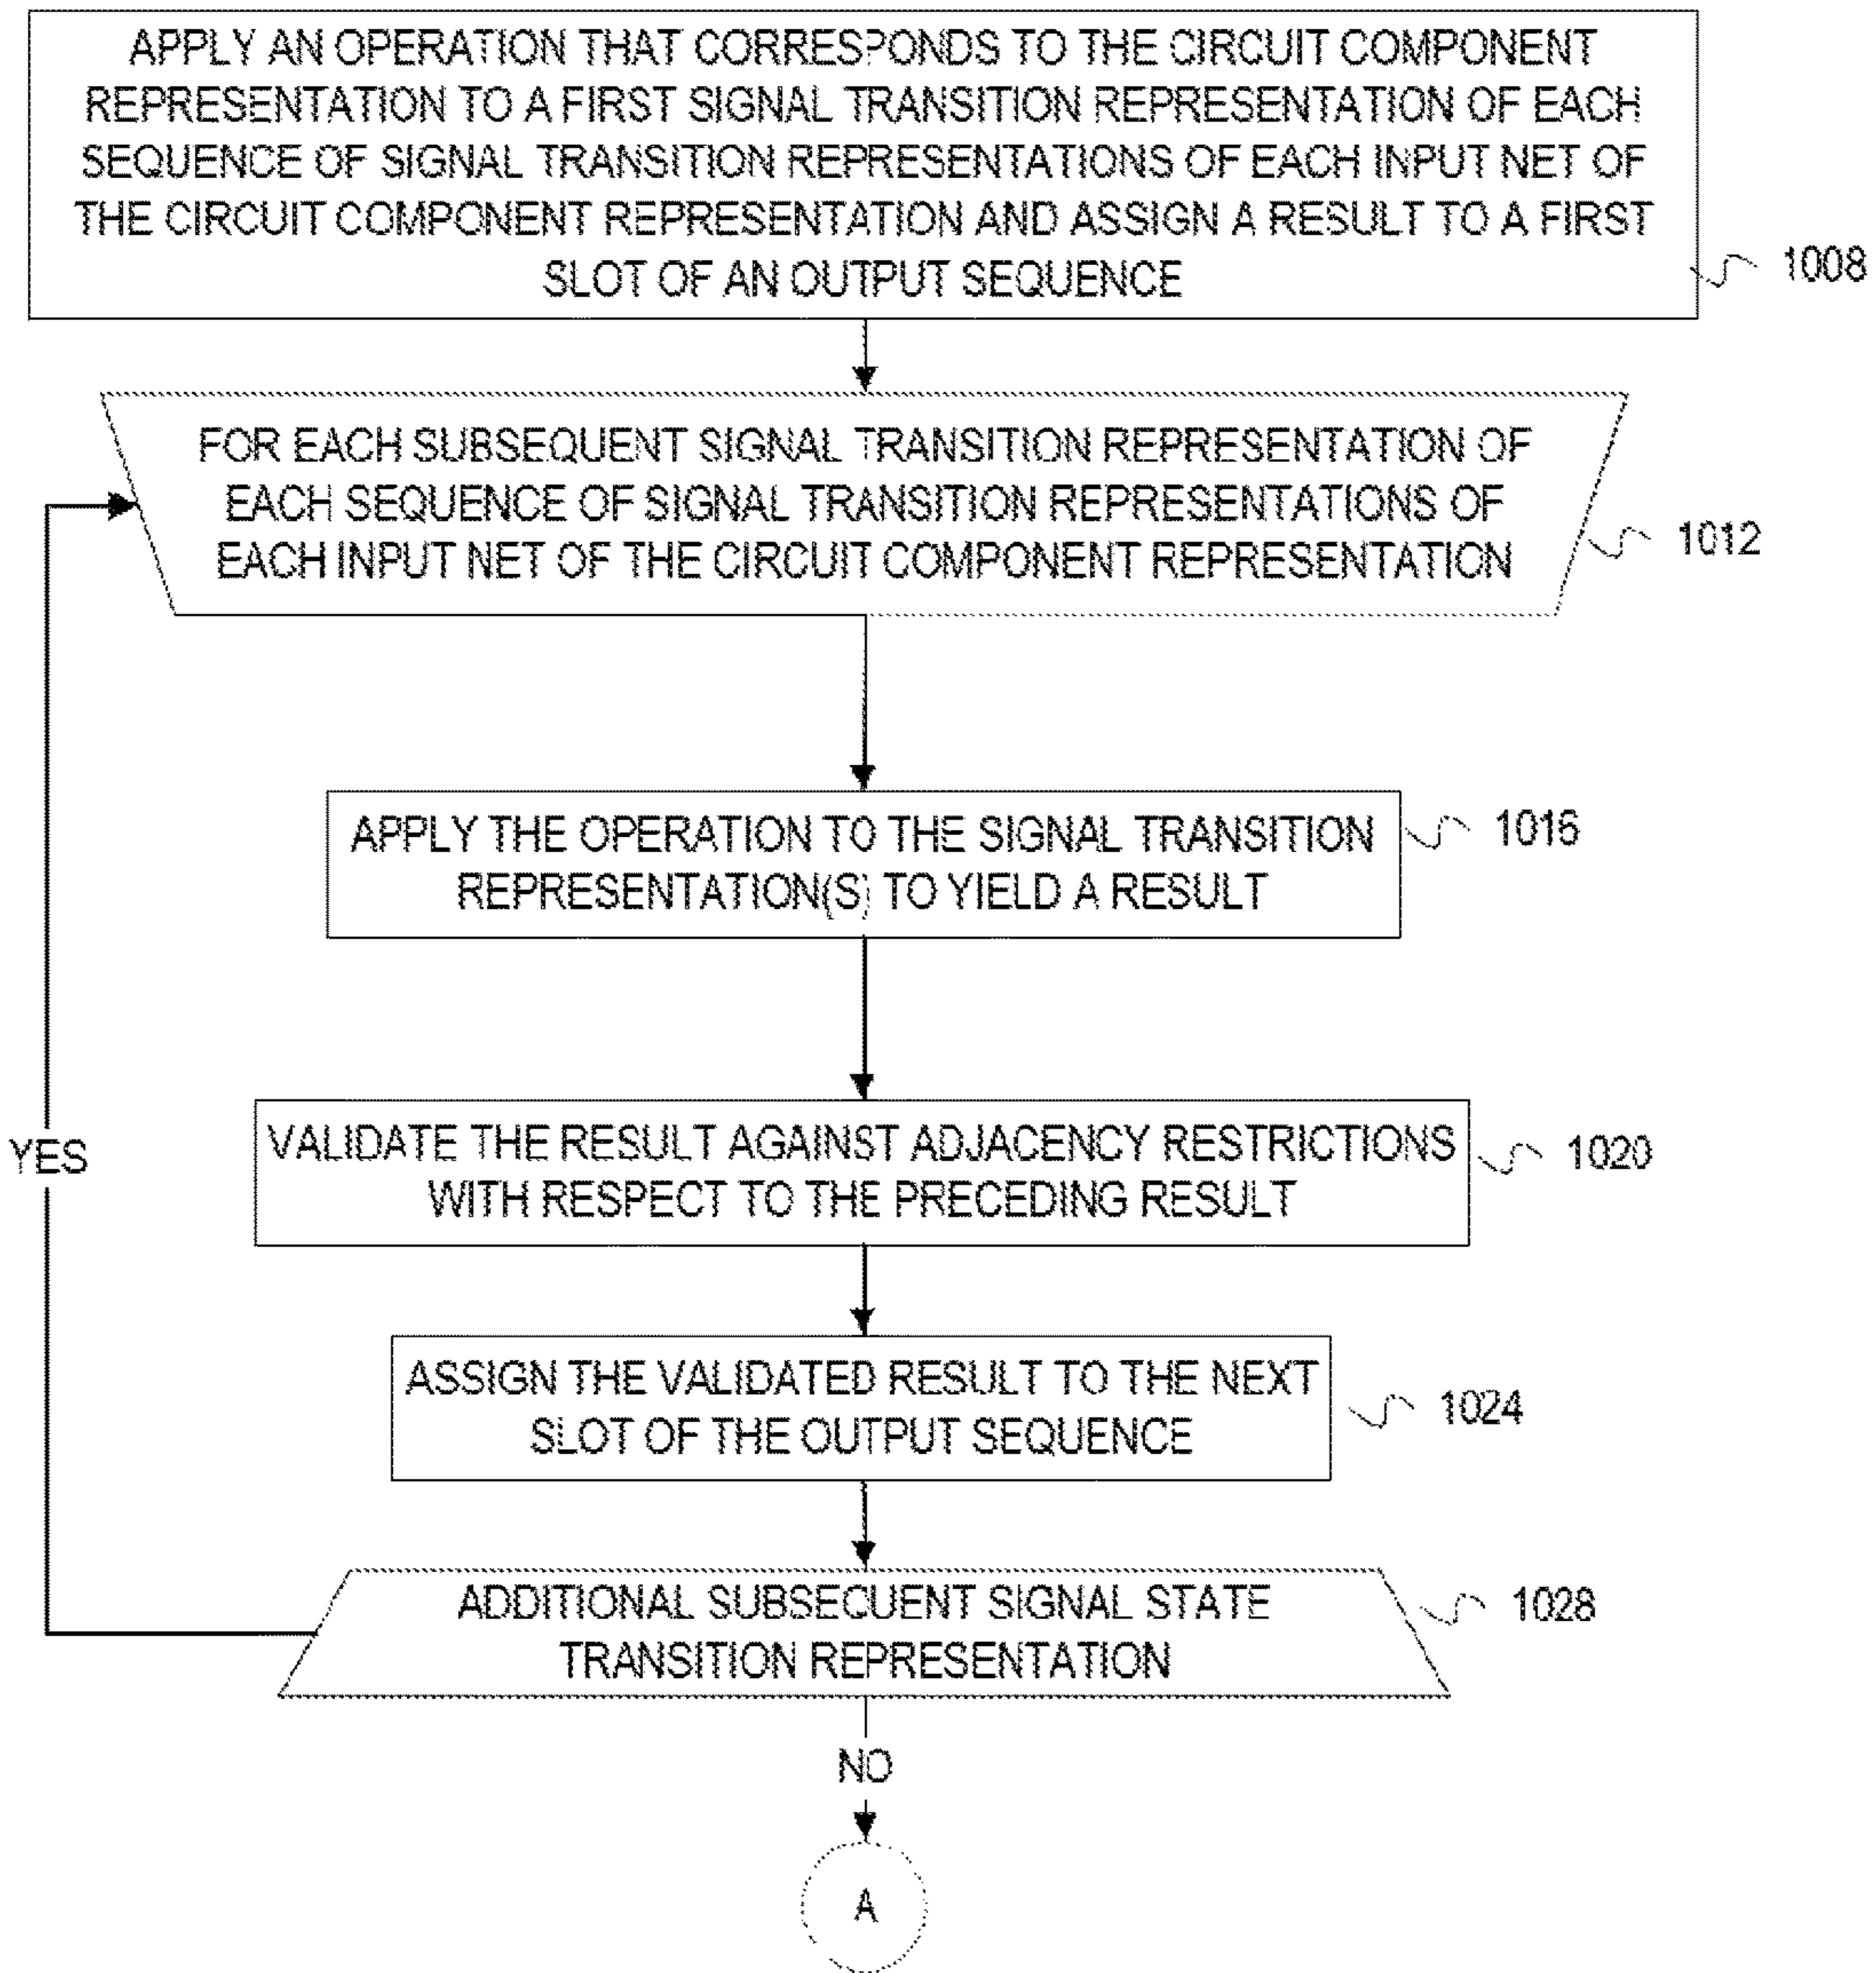 APPLY AN OPERATION THAT CORRESPONDS TO THE CIRCUIT COMPONENT
REPRESENTATION TO A FIRST SIGNAL TRANSITION REPRESENTATION OF EACH
SEQUENCE OF SIGNAL TRANSITION REPRESENTATIONS OF EACH INPUT NET OF
THE CIRCUIT COMPONENT REPRESENTATION AND ASSIGN A RESULT TO A FIRST
SLOT OF AN OUTPUT SEQUENCE
1008
FOR EACH SUBSEQUENT SIGNAL TRANSITION REPRESENTATION OF
EACH SEQUENCE OF SIGNAL TRANSITION REPRESENTATIONS OF
EACH INPUT NET OF THE CIRCUIT COMPONENT REPRESENTATION
1012
APPLY THE OPERATION TO THE SIGNAL TRANSITION
REPRESENTATION(S) TO YIELD A RESULT
1016
VALIDATE THE RESULT AGAINST ADJACENCY RESTRICTIONS
WITH RESPECT TO THE PRECEDING RESULT
1020
YES
ASSIGN THE VALIDATED RESULT TO THE NEXT
SLOT OF THE OUTPUT SEQUENCE
1024
ADDITIONAL SUBSEQUENT SIGNAL STATE
TRANSITION REPRESENTATION
1028
NO
A